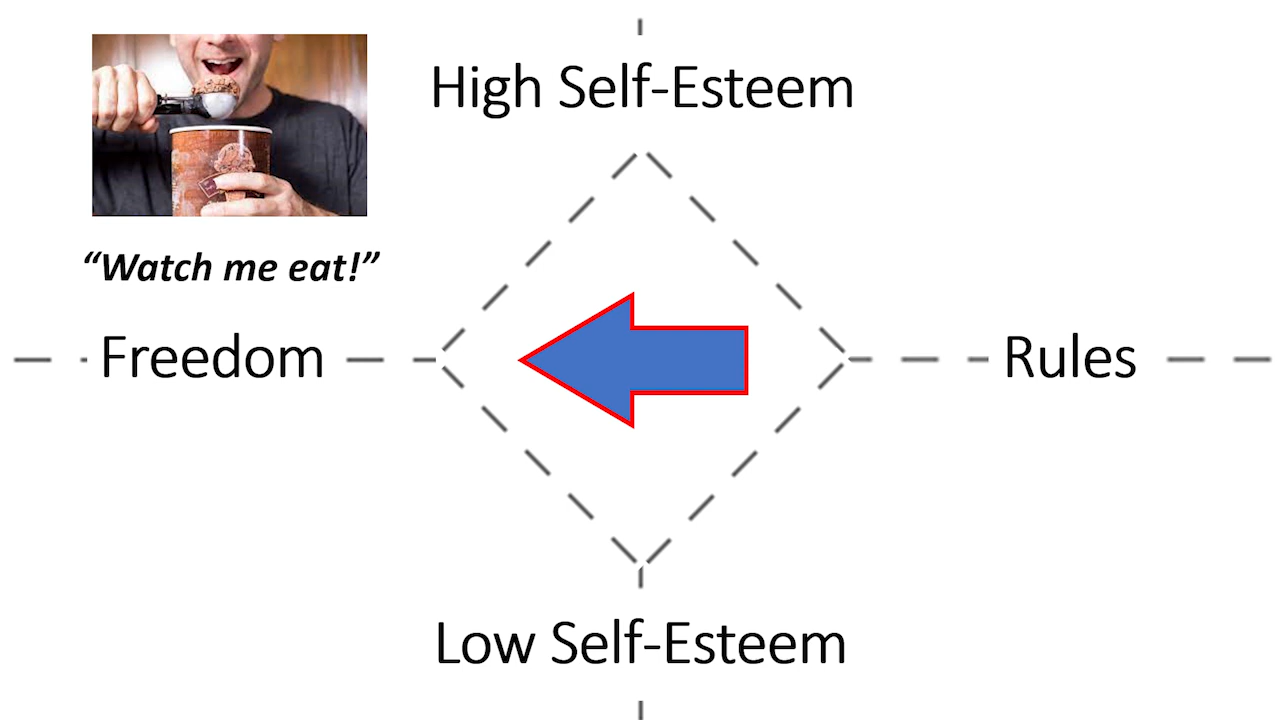 High Self-Esteem
“Watch me eat!”
Freedom
Rules
Low Self-Esteem